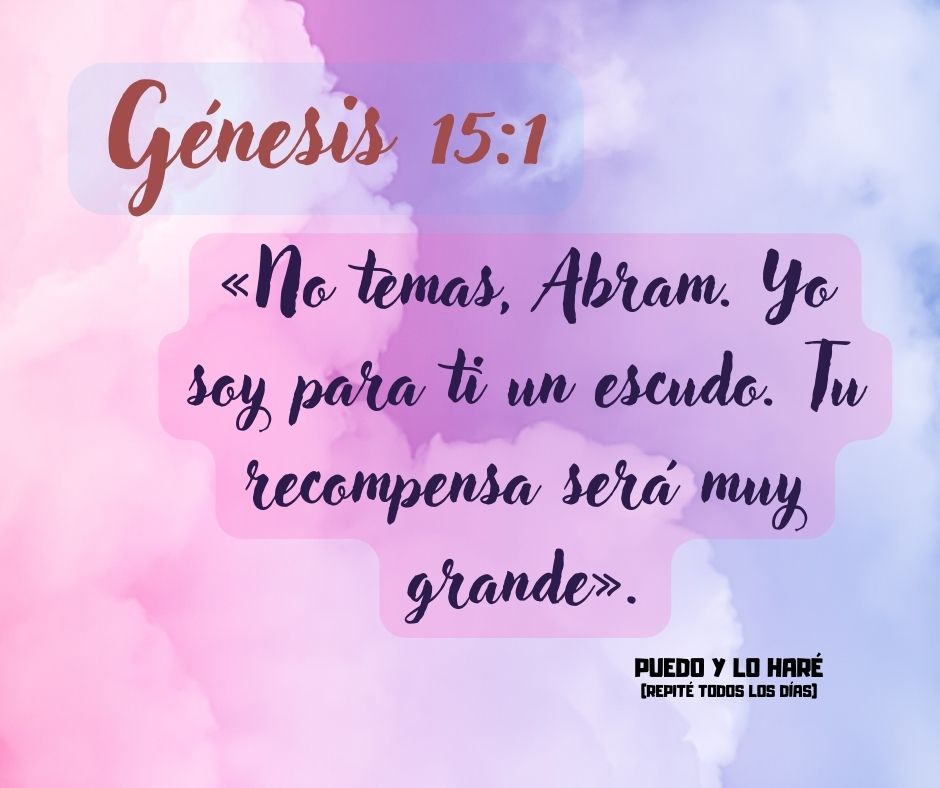 Génesis 15:1
«No temas, Abram. Yo
soy para ti un escudo. Tu
recompensa será muy
grande».
PUEDO Y LO HARÉ
(REPITÉ TODOS LOS DÍAS)